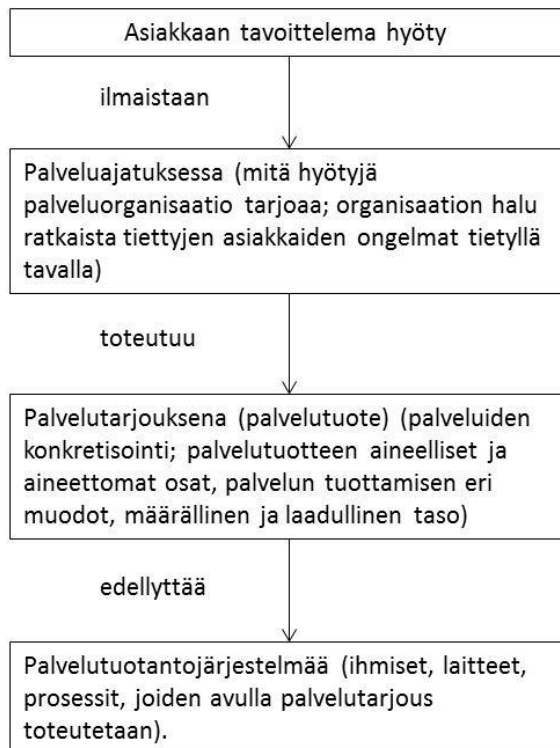 Asiakkaan tavoittelema hyöty
ilmaistaan
Palveluajatuksessa (mitä hyötyjä
palveluorganisaatio tarjoaa; organisaation halu
ratkaista tiettyjen asiakkaiden ongelmat tietyllä
tavalla)
toteutuu
Palvelutarjouksena (palvelutuote) (palveluiden
konkretisointi; palvelutuotteen aineelliset ja
aineettomat osat, palvelun tuottamisen eri
muodot, määrällinen ja laadullinen taso)
edellyttää
Palvelutuotantojärjestelmää (ihmiset, laitteet,
prosessit, joiden avulla palvelutarjous
toteutetaan).